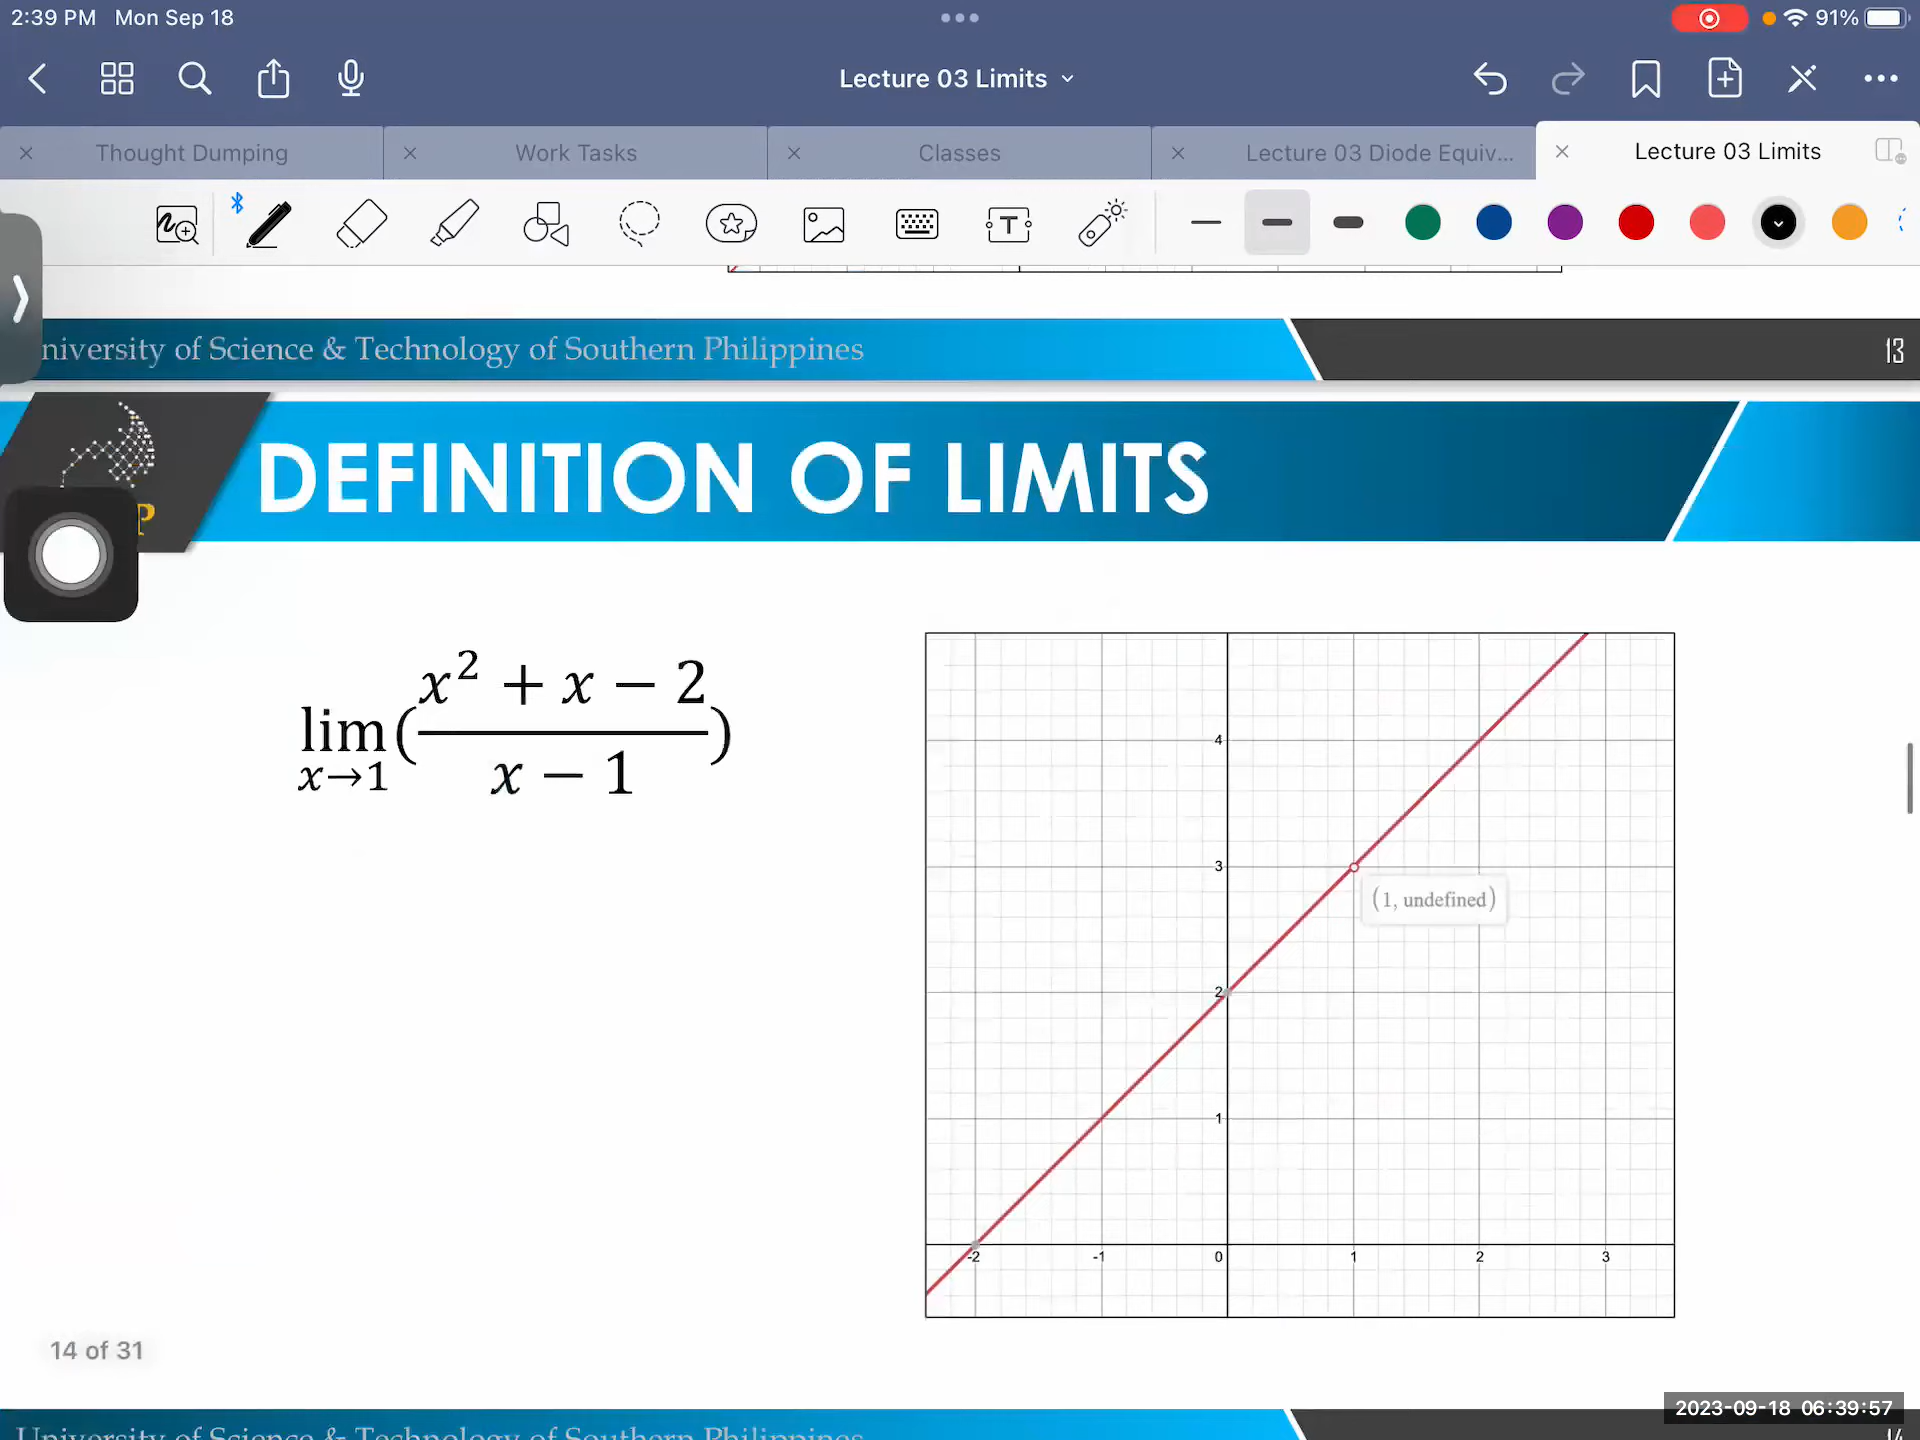 2:39 PM Mon Sep 18
91%
Lecture 03 Limits
Thought Dumping
Work Tasks
Classes
Lecture 03 Diode Equiv...
Lecture 03 Limits
T
niversity of Science & Technology of Southern Philippines
13
P
DEFINITION OF LIMITS
lim x→1 (x² + x − 2 / x − 1)
4
3
(1, undefined)
2
1
-2 -1 0 1 2 3
14 of 31
2023-09-18 06:39:57
University of Science & Technology of Southern Philippines
14